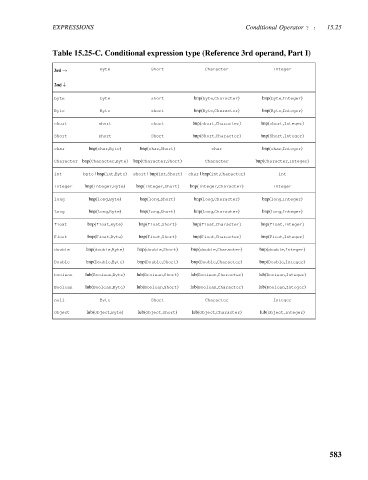 EXPRESSIONS Conditional Operator ? : 15.25
Table 15.25-C. Conditional expression type (Reference 3rd operand, Part I)
3rd → Byte Short Character Integer
2nd ↓
byte byte short bnp(byte,Character) bnp(byte,Integer)
Byte Byte short bnp(Byte,Character) bnp(Byte,Integer)
short short short bnp(short,Character) bnp(short,Integer)
Short short Short bnp(Short,Character) bnp(Short,Integer)
char bnp(char,Byte) bnp(char,Short) char bnp(char,Integer)
Character bnp(Character,Byte) bnp(Character,Short) Character bnp(Character,Integer)
int byte | bnp(int,Byte) short | bnp(int,Short) char | bnp(int,Character) int
Integer bnp(Integer,Byte) bnp(Integer,Short) bnp(Integer,Character) Integer
long bnp(long,Byte) bnp(long,Short) bnp(long,Character) bnp(long,Integer)
Long bnp(Long,Byte) bnp(Long,Short) bnp(Long,Character) bnp(Long,Integer)
float bnp(float,Byte) bnp(float,Short) bnp(float,Character) bnp(float,Integer)
Float bnp(Float,Byte) bnp(Float,Short) bnp(Float,Character) bnp(Float,Integer)
double bnp(double,Byte) bnp(double,Short) bnp(double,Character) bnp(double,Integer)
Double bnp(Double,Byte) bnp(Double,Short) bnp(Double,Character) bnp(Double,Integer)
boolean lub(Boolean,Byte) lub(Boolean,Short) lub(Boolean,Character) lub(Boolean,Integer)
Boolean lub(Boolean,Byte) lub(Boolean,Short) lub(Boolean,Character) lub(Boolean,Integer)
null Byte Short Character Integer
Object lub(Object,Byte) lub(Object,Short) lub(Object,Character) lub(Object,Integer)
583